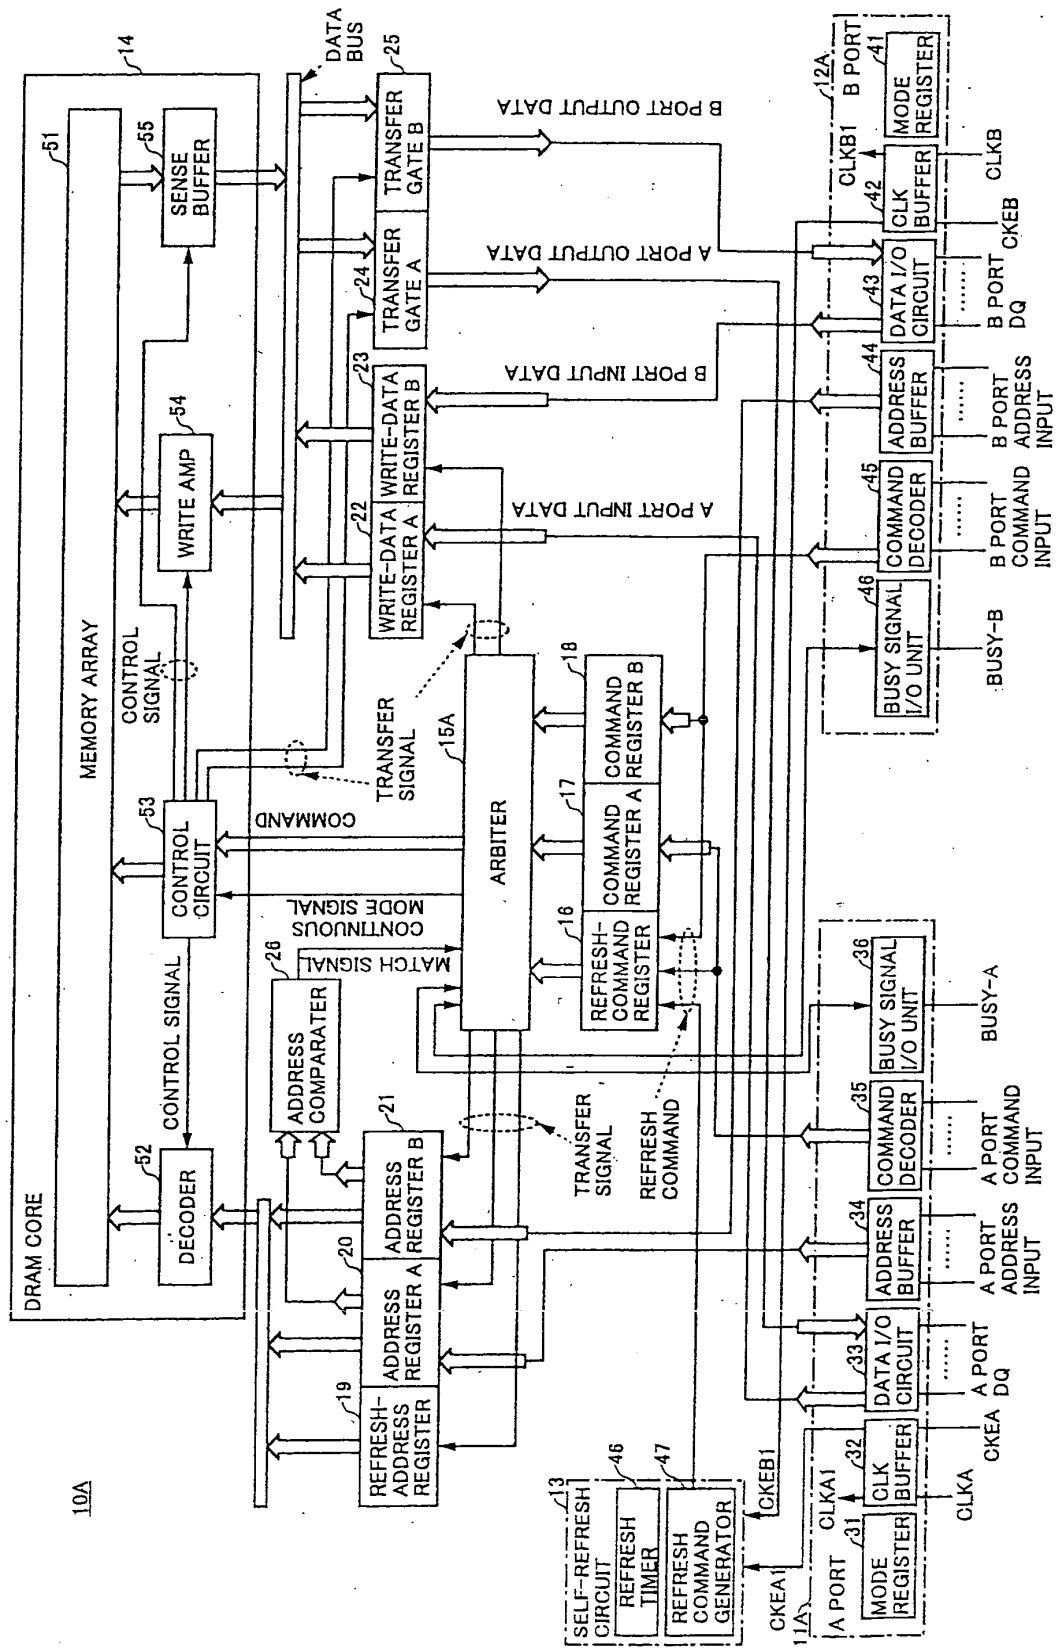 10A
DRAM CORE
14
MEMORY ARRAY
51
52
DECODER
CONTROL SIGNAL
53
CONTROL
CIRCUIT
CONTROL
SIGNAL
54
WRITE AMP
55
SENSE
BUFFER
DATA
BUS
19
REFRESH-
ADDRESS
REGISTER
20
ADDRESS
REGISTER A
21
ADDRESS
REGISTER B
26
ADDRESS
COMPARATER
MATCH SIGNAL
CONTINUOUS
MODE SIGNAL
COMMAND
TRANSFER
SIGNAL
22
WRITE-DATA
REGISTER A
23
WRITE-DATA
REGISTER B
24
TRANSFER
GATE A
25
TRANSFER
GATE B
TRANSFER
SIGNAL
15A
ARBITER
TRANSFER
SIGNAL
REFRESH
COMMAND
16
REFRESH-
COMMAND
REGISTER
17
COMMAND
REGISTER A
18
COMMAND
REGISTER B
A PORT INPUT DATA
B PORT INPUT DATA
A PORT OUTPUT DATA
B PORT OUTPUT DATA
13
SELF-REFRESH
CIRCUIT
46
REFRESH
TIMER
47
REFRESH
COMMAND
GENERATOR
CKEA1
CKEB1
11A
A PORT
31
MODE
REGISTER
CLKA1
32
CLK
BUFFER
33
DATA I/O
CIRCUIT
34
ADDRESS
BUFFER
35
COMMAND
DECODER
36
BUSY SIGNAL
I/O UNIT
CLKA
CKEA
A PORT
DQ
A PORT
ADDRESS
INPUT
A PORT
COMMAND
INPUT
BUSY-A
12A
B PORT
46
BUSY SIGNAL
I/O UNIT
45
COMMAND
DECODER
44
ADDRESS
BUFFER
43
DATA I/O
CIRCUIT
42
CLK
BUFFER
CLKB1
41
MODE
REGISTER
BUSY-B
B PORT
COMMAND
INPUT
B PORT
ADDRESS
INPUT
B PORT
DQ
CKEB
CLKB